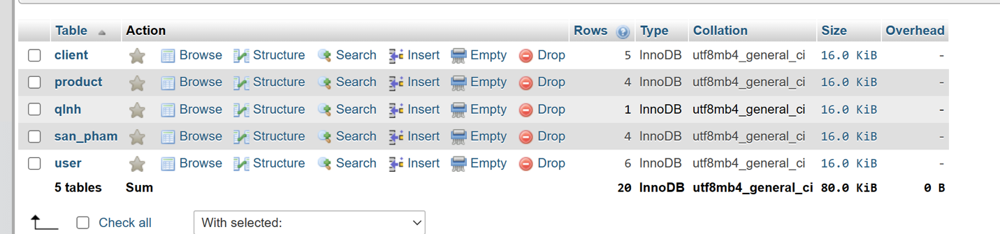 Table Action Rows Type Collation Size Overhead
client Browse Structure Search Insert Empty Drop 5 InnoDB utf8mb4_general_ci 16.0 KiB -
product Browse Structure Search Insert Empty Drop 4 InnoDB utf8mb4_general_ci 16.0 KiB -
qlnh Browse Structure Search Insert Empty Drop 1 InnoDB utf8mb4_general_ci 16.0 KiB -
san_pham Browse Structure Search Insert Empty Drop 4 InnoDB utf8mb4_general_ci 16.0 KiB -
user Browse Structure Search Insert Empty Drop 6 InnoDB utf8mb4_general_ci 16.0 KiB -
5 tables Sum 20 InnoDB utf8mb4_general_ci 80.0 KiB 0 B
Check all With selected: